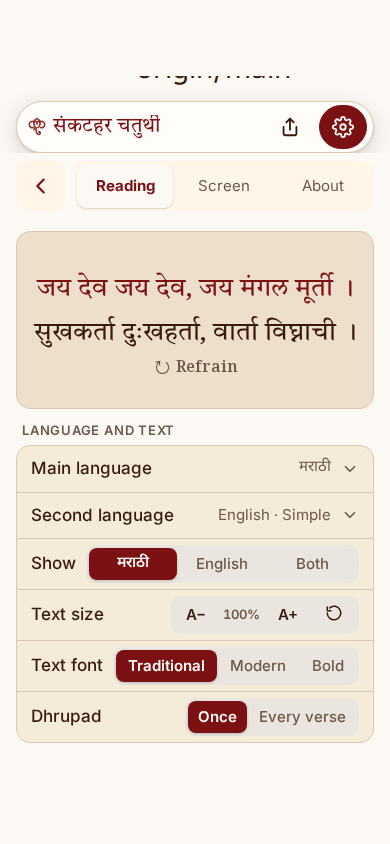 origin/main
संकटहर चतुर्थी
Reading Screen About
जय देव जय देव, जय मंगल मूर्ती ।
सुखकर्ता दुःखहर्ता, वार्ता विघ्नाची ।
Refrain
LANGUAGE AND TEXT
Main language मराठी
Second language English · Simple
Show मराठी English Both
Text size A− 100% A+
Text font Traditional Modern Bold
Dhrupad Once Every verse